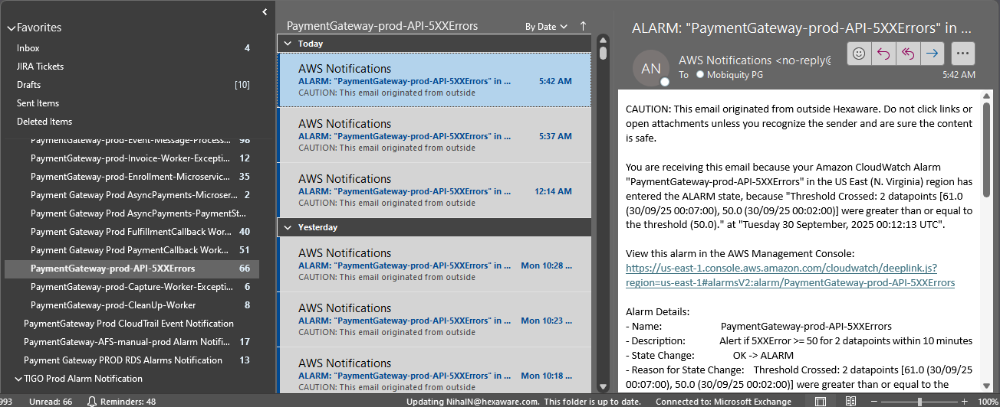 Favorites
Inbox 4
JIRA Tickets
Drafts [10]
Sent Items
Deleted Items
PaymentGateway-prod-Event-Message-Process... 98
PaymentGateway-prod-Invoice-Worker-Excepti... 12
PaymentGateway-prod-Enrollment-Microservic... 35
Payment Gateway Prod AsyncPayments-Microser... 2
Payment Gateway AsyncPayments-PaymentSt...
Payment Gateway Prod FulfillmentCallback Wor... 40
Payment Gateway Prod PaymentCallback Work... 51
PaymentGateway-prod-API-5XXErrors 66
PaymentGateway-prod-Capture-Worker-Excepti... 6
PaymentGateway-prod-CleanUp-Worker 8
Payment Gateway Prod CloudTrail Event Notification
PaymentGateway-AFS-manual-prod Alarm Notifi... 17
Payment Gateway PROD RDS Alarms Notification 13
TIGO Prod Alarm Notification
PaymentGateway-prod-API-5XXErrors By Date
Today
AWS Notifications
ALARM: "PaymentGateway-prod-API-5XXErrors" in ... 5:42 AM
CAUTION: This email originated from outside
AWS Notifications
ALARM: "PaymentGateway-prod-API-5XXErrors" in ... 5:37 AM
CAUTION: This email originated from outside
AWS Notifications
ALARM: "PaymentGateway-prod-API-5XXErrors" in ... 12:14 AM
CAUTION: This email originated from outside
Yesterday
AWS Notifications
ALARM: "PaymentGateway-prod-API-5XXErrors" in ... Mon 10:28 ...
CAUTION: This email originated from outside
AWS Notifications
ALARM: "PaymentGateway-prod-API-5XXErrors" in ... Mon 10:23 ...
CAUTION: This email originated from outside
AWS Notifications
ALARM: "PaymentGateway-prod-API-5XXErrors" in ... Mon 10:18 ...
CAUTION: This email originated from outside
ALARM: "PaymentGateway-prod-API-5XXErrors" in ...
AN
AWS Notifications <no-reply@
To Mobiquity PG
5:42 AM
CAUTION: This email originated from outside Hexaware. Do not click links or
open attachments unless you recognize the sender and are sure the content
is safe.
You are receiving this email because your Amazon CloudWatch Alarm
"PaymentGateway-prod-API-5XXErrors" in the US East (N. Virginia) region has
entered the ALARM state, because "Threshold Crossed: 2 datapoints [61.0
(30/09/25 00:07:00), 50.0 (30/09/25 00:02:00)] were greater than or equal to
the threshold (50.0)." at "Tuesday 30 September, 2025 00:12:13 UTC".
View this alarm in the AWS Management Console:
https://us-east-1.console.aws.amazon.com/cloudwatch/deeplink.js?
region=us-east-1#alarmsV2:alarm/PaymentGateway-prod-API-5XXErrors
Alarm Details:
- Name: PaymentGateway-prod-API-5XXErrors
- Description: Alert if 5XXError >= 50 for 2 datapoints within 10 minutes
- State Change: OK -> ALARM
- Reason for State Change: Threshold Crossed: 2 datapoints [61.0 (30/09/25
00:07:00), 50.0 (30/09/25 00:02:00)] were greater than or equal to the
993 Unread: 66 Reminders: 48 Updating NihalN@hexaware.com. This folder is up to date. Connected to: Microsoft Exchange 100%